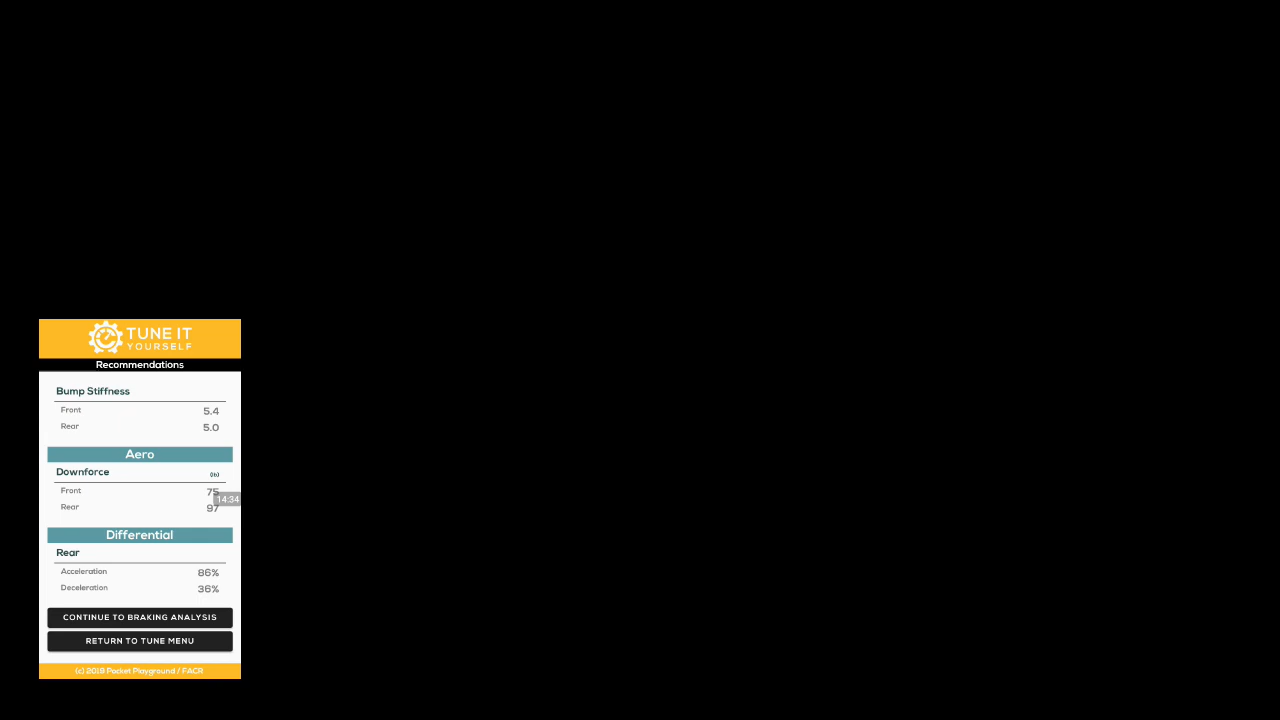 TUNE IT
YOURSELF
Recommendations
Bump Stiffness
Front 5.4
Rear 5.0
Aero
Downforce (lb)
Front 75
14:34
Rear 97
Differential
Rear
Acceleration 86%
Deceleration 36%
CONTINUE TO BRAKING ANALYSIS
RETURN TO TUNE MENU
(c) 2019 Pocket Playground / FACR